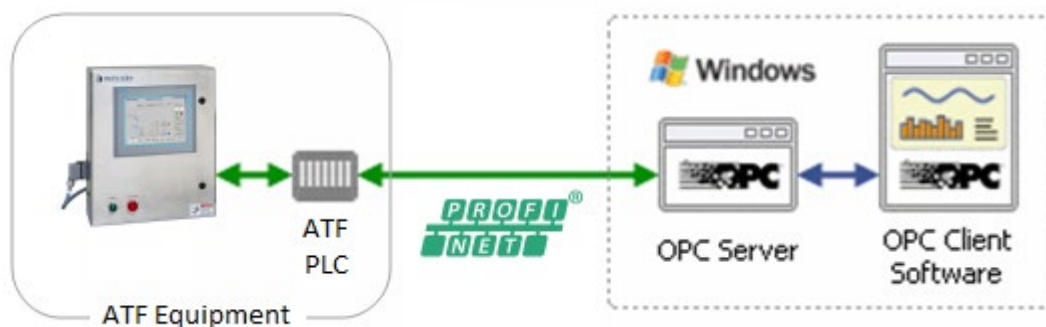 Windows
OPC
OPC
PROFI
NET®
ATF
PLC
OPC Server
OPC Client
Software
ATF Equipment